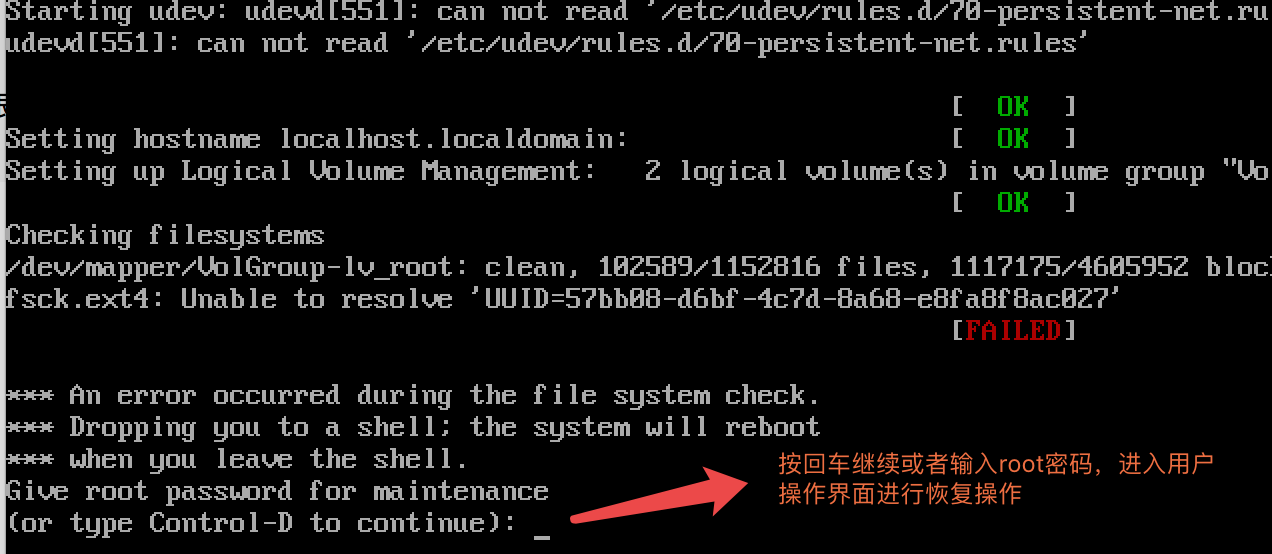 Starting udev: udevd[551]: can not read '/etc/udev/rules.d/70-persistent-net.ru
udevd[551]: can not read '/etc/udev/rules.d/70-persistent-net.rules'
[ OK ]
Setting hostname localhost.localdomain: [ OK ]
Setting up Logical Volume Management: 2 logical volume(s) in volume group "Vo
[ OK ]
Checking filesystems
/dev/mapper/VolGroup-lv_root: clean, 102589/1152816 files, 1117175/4605952 bloc
fsck.ext4: Unable to resolve 'UUID=57bb08-d6bf-4c7d-8a68-e8fa8f8ac027'
[FAILED]
*** An error occurred during the file system check.
*** Dropping you to a shell; the system will reboot
*** when you leave the shell.
Give root password for maintenance
(or type Control-D to continue): _
按回车继续或者输入root密码，进入用户
操作界面进行恢复操作